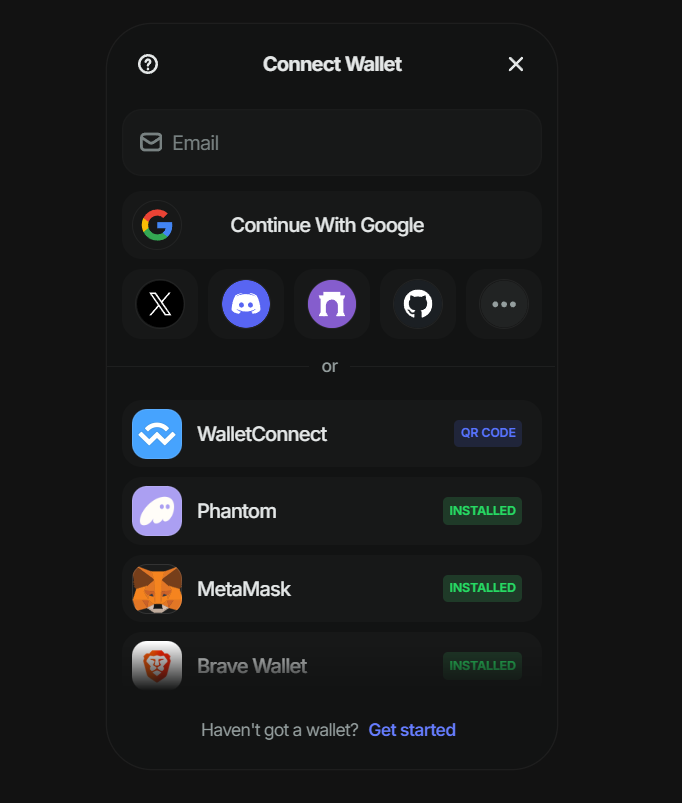 Connect Wallet
Email
Continue With Google
or
WalletConnect QR CODE
Phantom INSTALLED
MetaMask INSTALLED
Brave Wallet INSTALLED
Haven't got a wallet? Get started